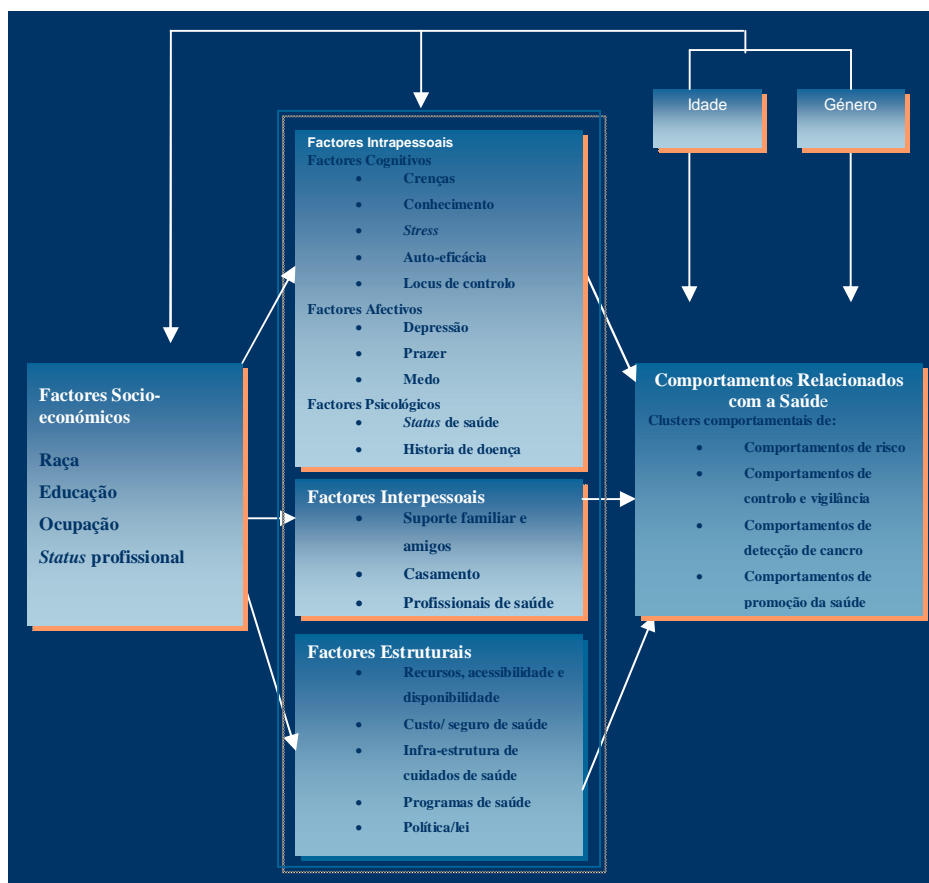 Idade
Género
Factores Intrapessoais
Factores Cognitivos
• Crenças
• Conhecimento
• Stress
• Auto-eficácia
• Locus de controlo
Factores Afectivos
• Depressão
• Prazer
• Medo
Factores Psicológicos
• Status de saúde
• Historia de doença
Factores Socio-
económicos
Raça
Educação
Ocupação
Status profissional
Factores Interpessoais
• Suporte familiar e
amigos
• Casamento
• Profissionais de saúde
Factores Estruturais
• Recursos, acessibilidade e
disponibilidade
• Custo/ seguro de saúde
• Infra-estrutura de
cuidados de saúde
• Programas de saúde
• Política/lei
Comportamentos Relacionados
com a Saúde
Clusters comportamentais de:
• Comportamentos de risco
• Comportamentos de
controlo e vigilância
• Comportamentos de
detecção de cancro
• Comportamentos de
promoção da saúde